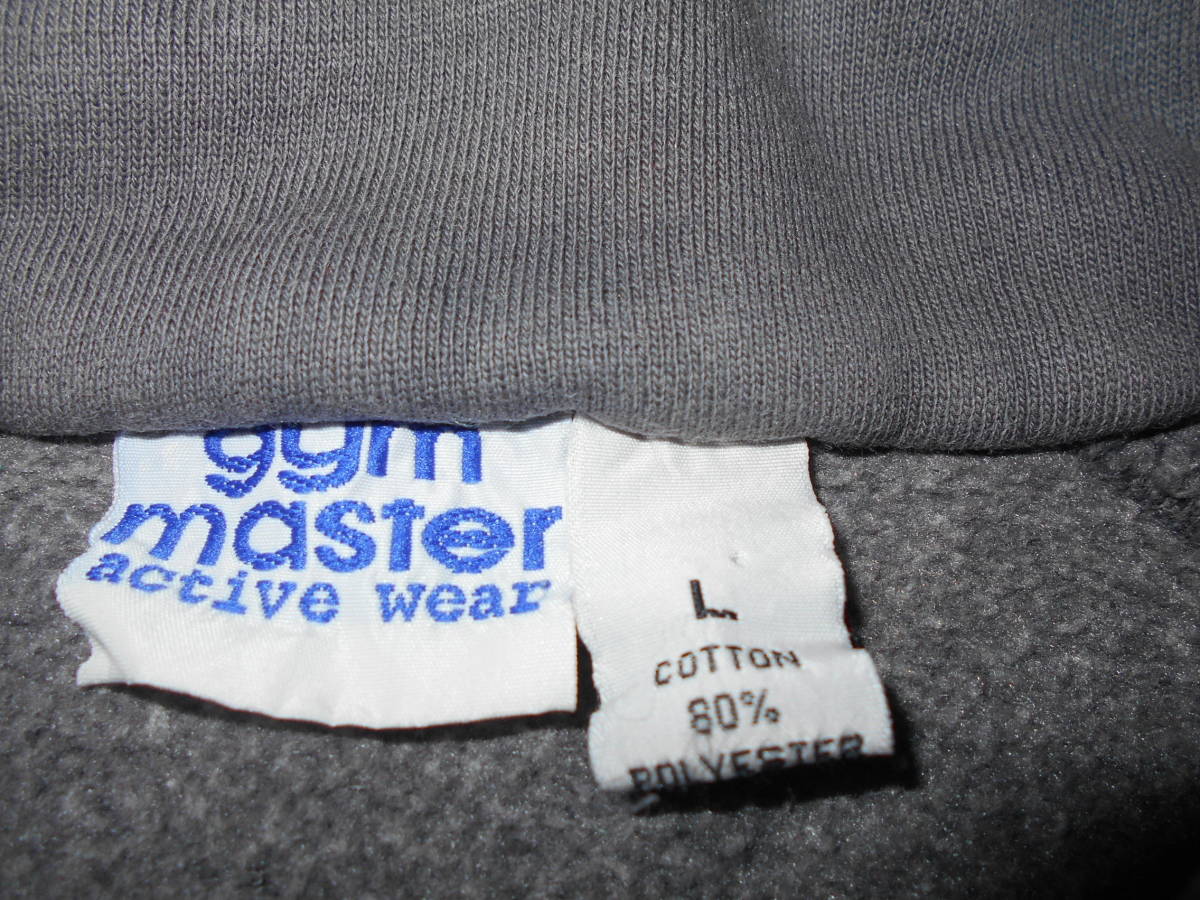 gym
master
active wear
L
COTTON
80%
POLYESTER